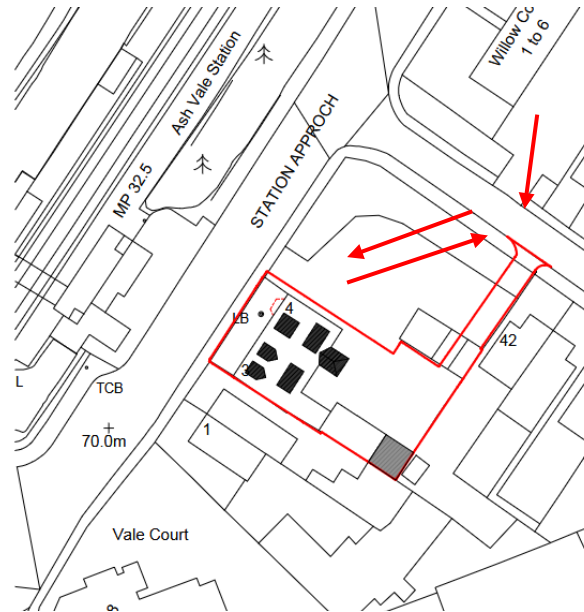 Willow Co
1 to 6
Ash Vale Station
STATION APPROCH
MP 32.5
LB
4
42
3
L
TCB
1
70.0m
Vale Court
8